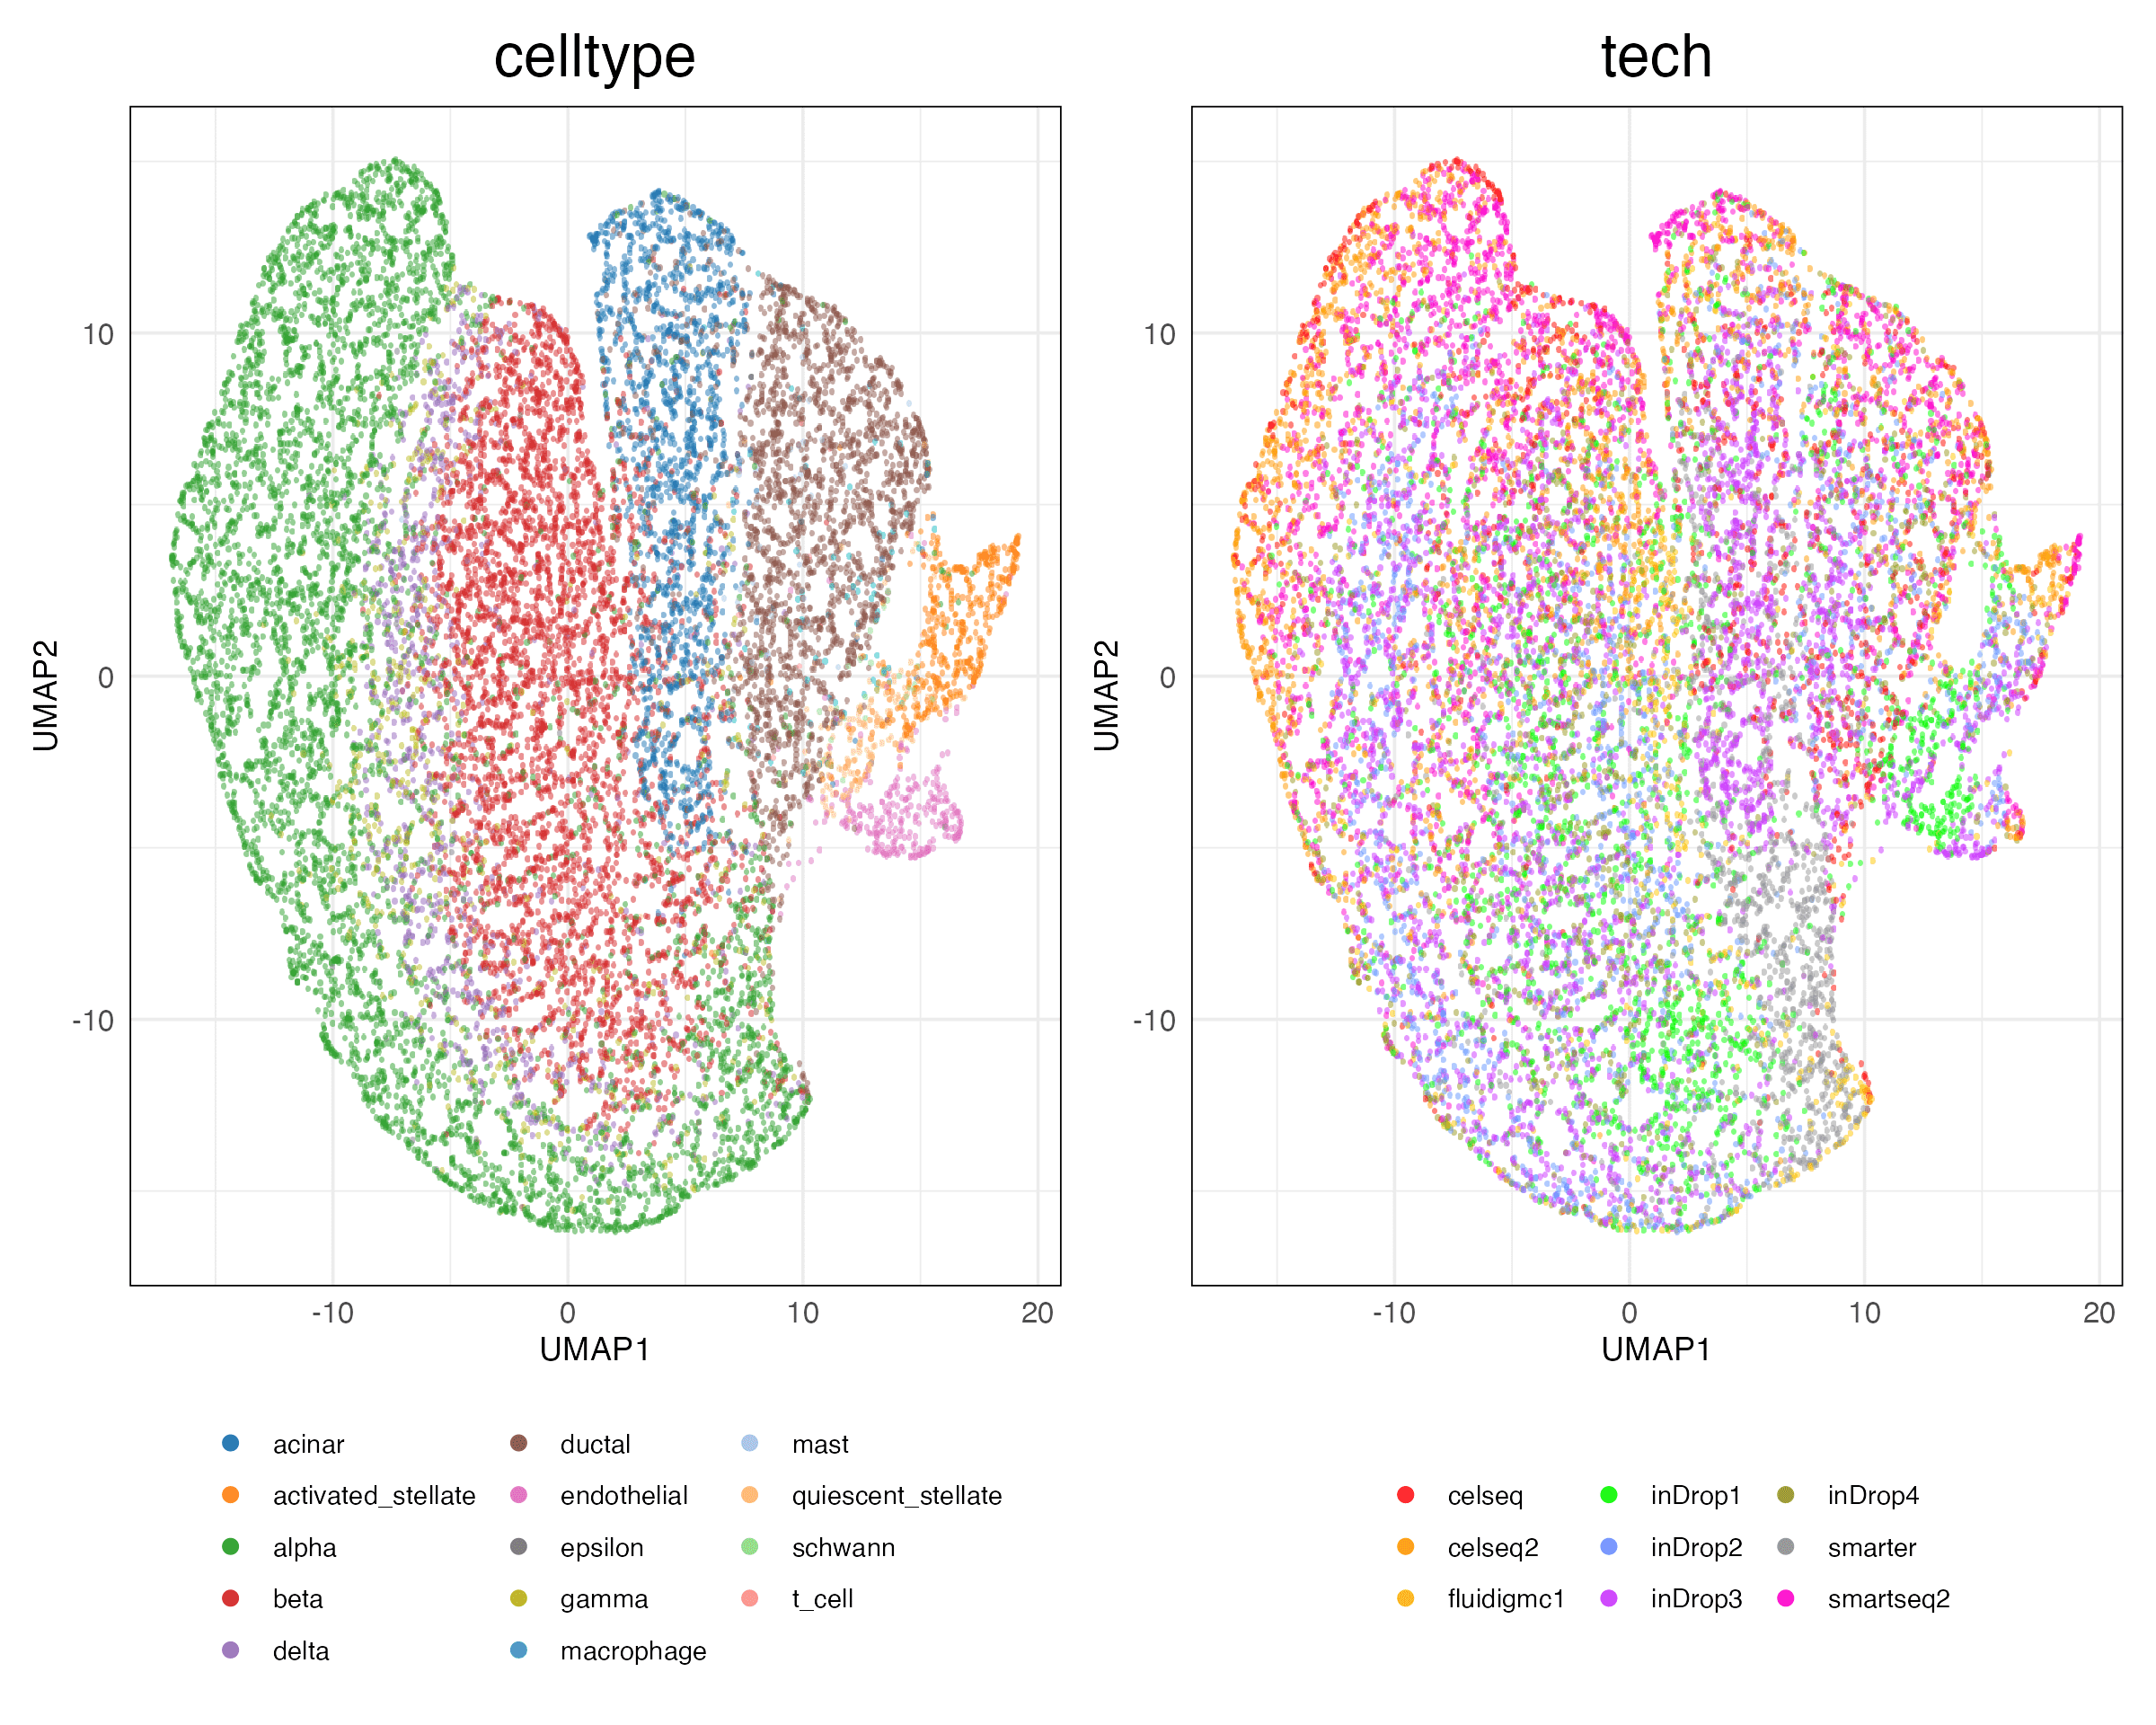 celltype
tech
10
0
-10
UMAP2
-10 0 10 20
UMAP1
10
0
-10
UMAP2
-10 0 10 20
UMAP1
acinar ductal mast
activated_stellate endothelial quiescent_stellate
alpha epsilon schwann
beta gamma t_cell
delta macrophage
celseq inDrop1 inDrop4
celseq2 inDrop2 smarter
fluidigmc1 inDrop3 smartseq2